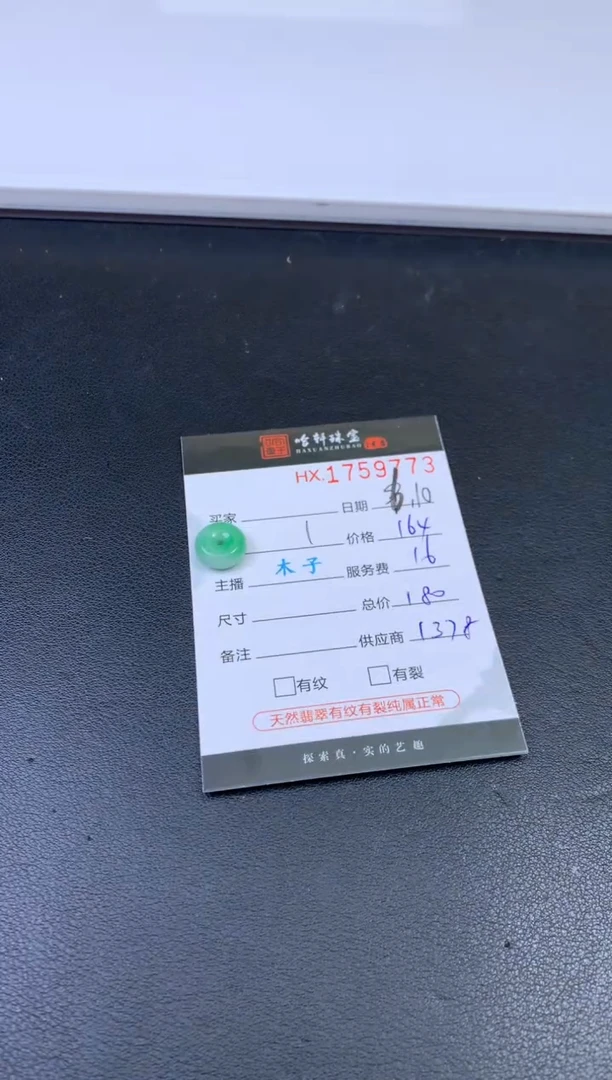 哈轩珠宝
HAXUANZHUBAO
HX.1759773
买家 日期 .10
1 价格 164
主播 木子 服务费 16
尺寸 总价 180
备注 供应商 1378
有纹 有裂
天然翡翠有纹有裂纯属正常
探索真·实的艺趣